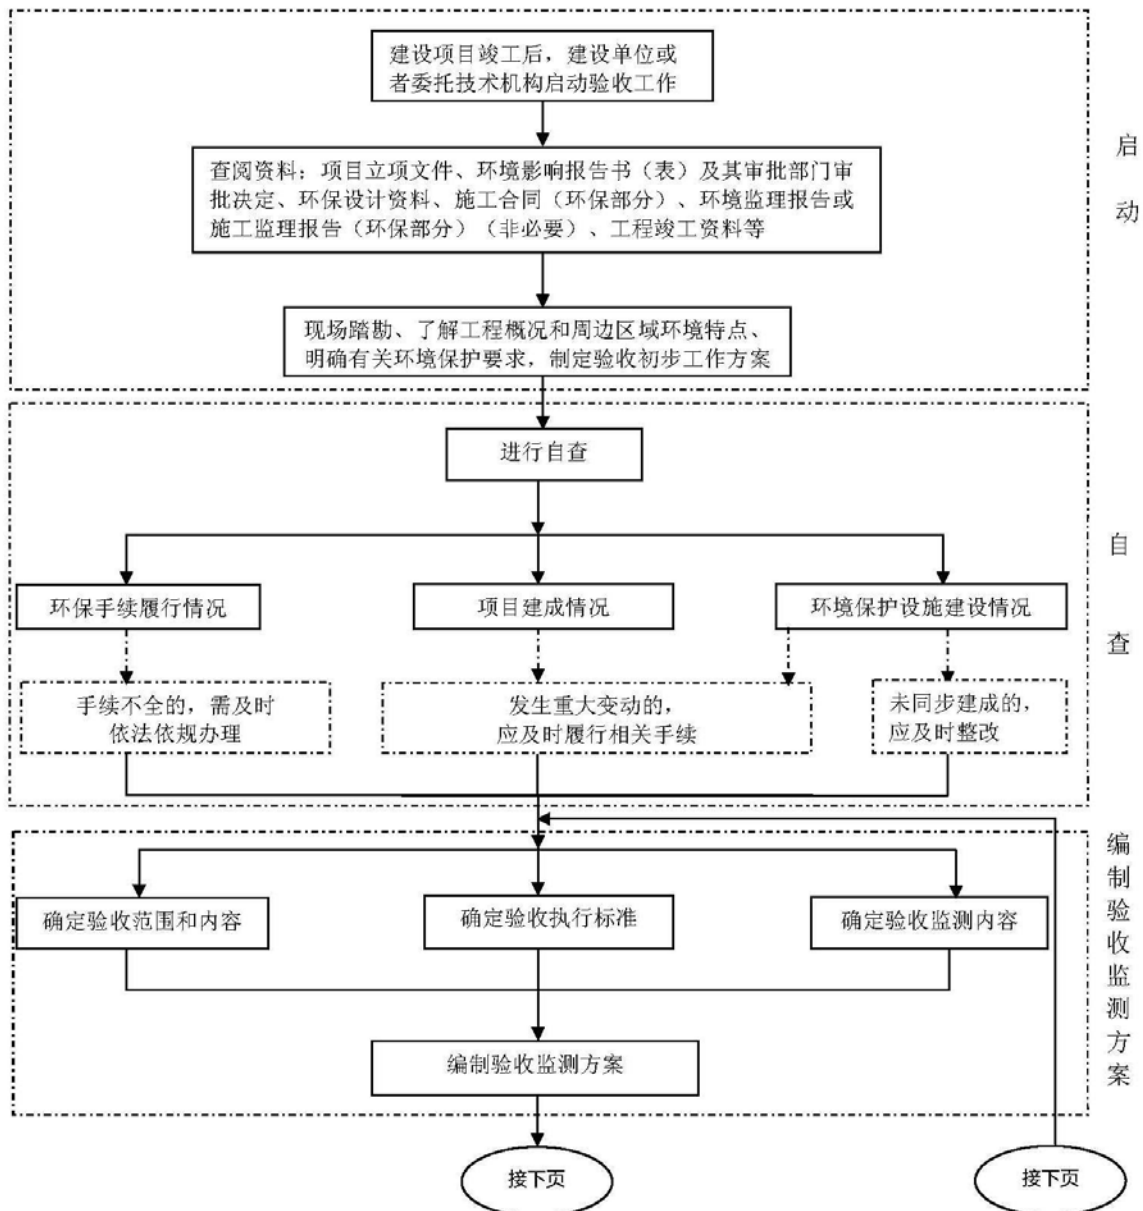 建设项目竣工后，建设单位或
者委托技术机构启动验收工作
启
动
查阅资料：项目立项文件、环境影响报告书（表）及其审批部门审
批决定、环保设计资料、施工合同（环保部分）、环境监理报告或
施工监理报告（环保部分）（非必要）、工程竣工资料等
现场踏勘、了解工程概况和周边区域环境特点、
明确有关环境保护要求，制定验收初步工作方案
进行自查
自
查
环保手续履行情况
项目建成情况
环境保护设施建设情况
手续不全的，需及时
依法依规办理
发生重大变动的，
应及时履行相关手续
未同步建成的，
应及时整改
编
制
验
收
监
测
方
案
确定验收范围和内容
确定验收执行标准
确定验收监测内容
编制验收监测方案
接下页
接下页